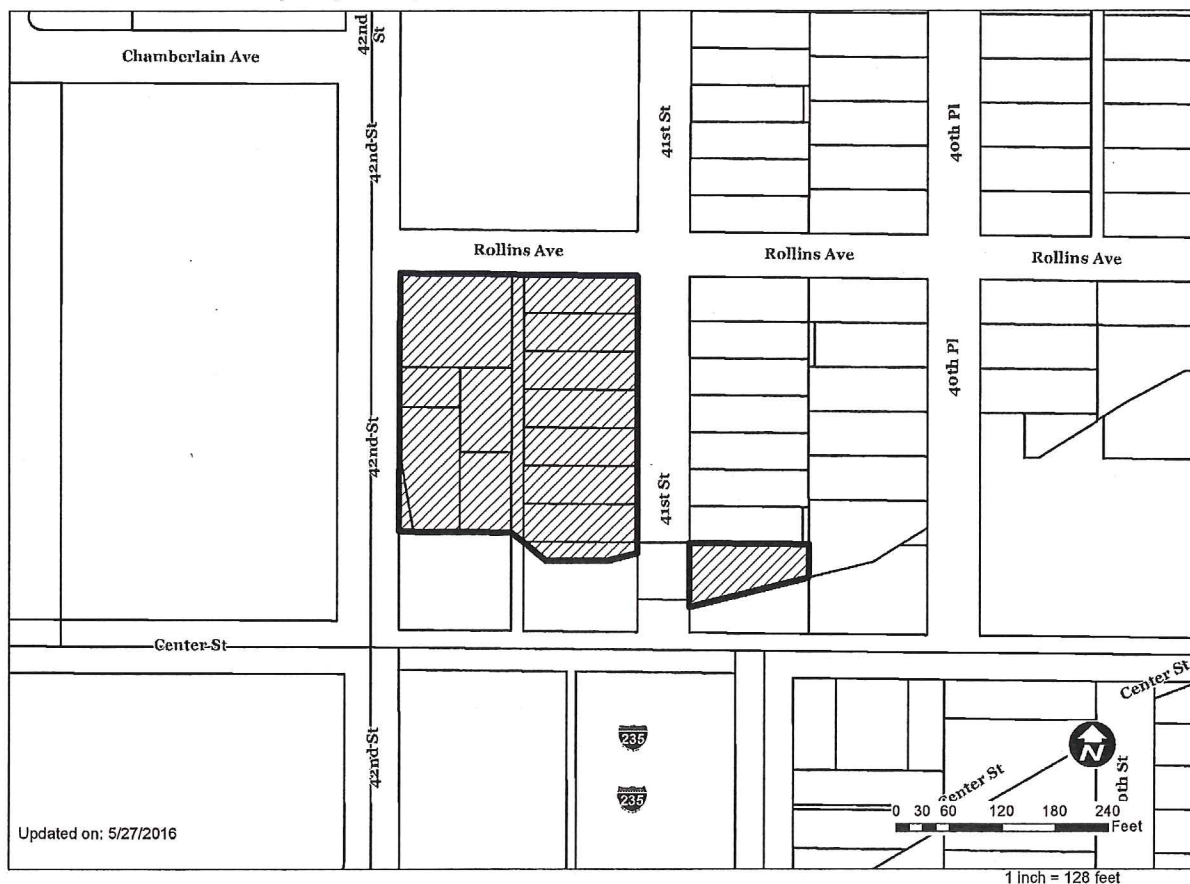 42nd St
Chamberlain Ave
42nd St
41st St
40th Pl
Rollins Ave
Rollins Ave
Rollins Ave
40th Pl
42nd St
41st St
Center St
Center St
42nd St
235
235
N
0th St
Center St
0 30 60 120 180 240
Feet
Updated on: 5/27/2016
1 inch = 128 feet